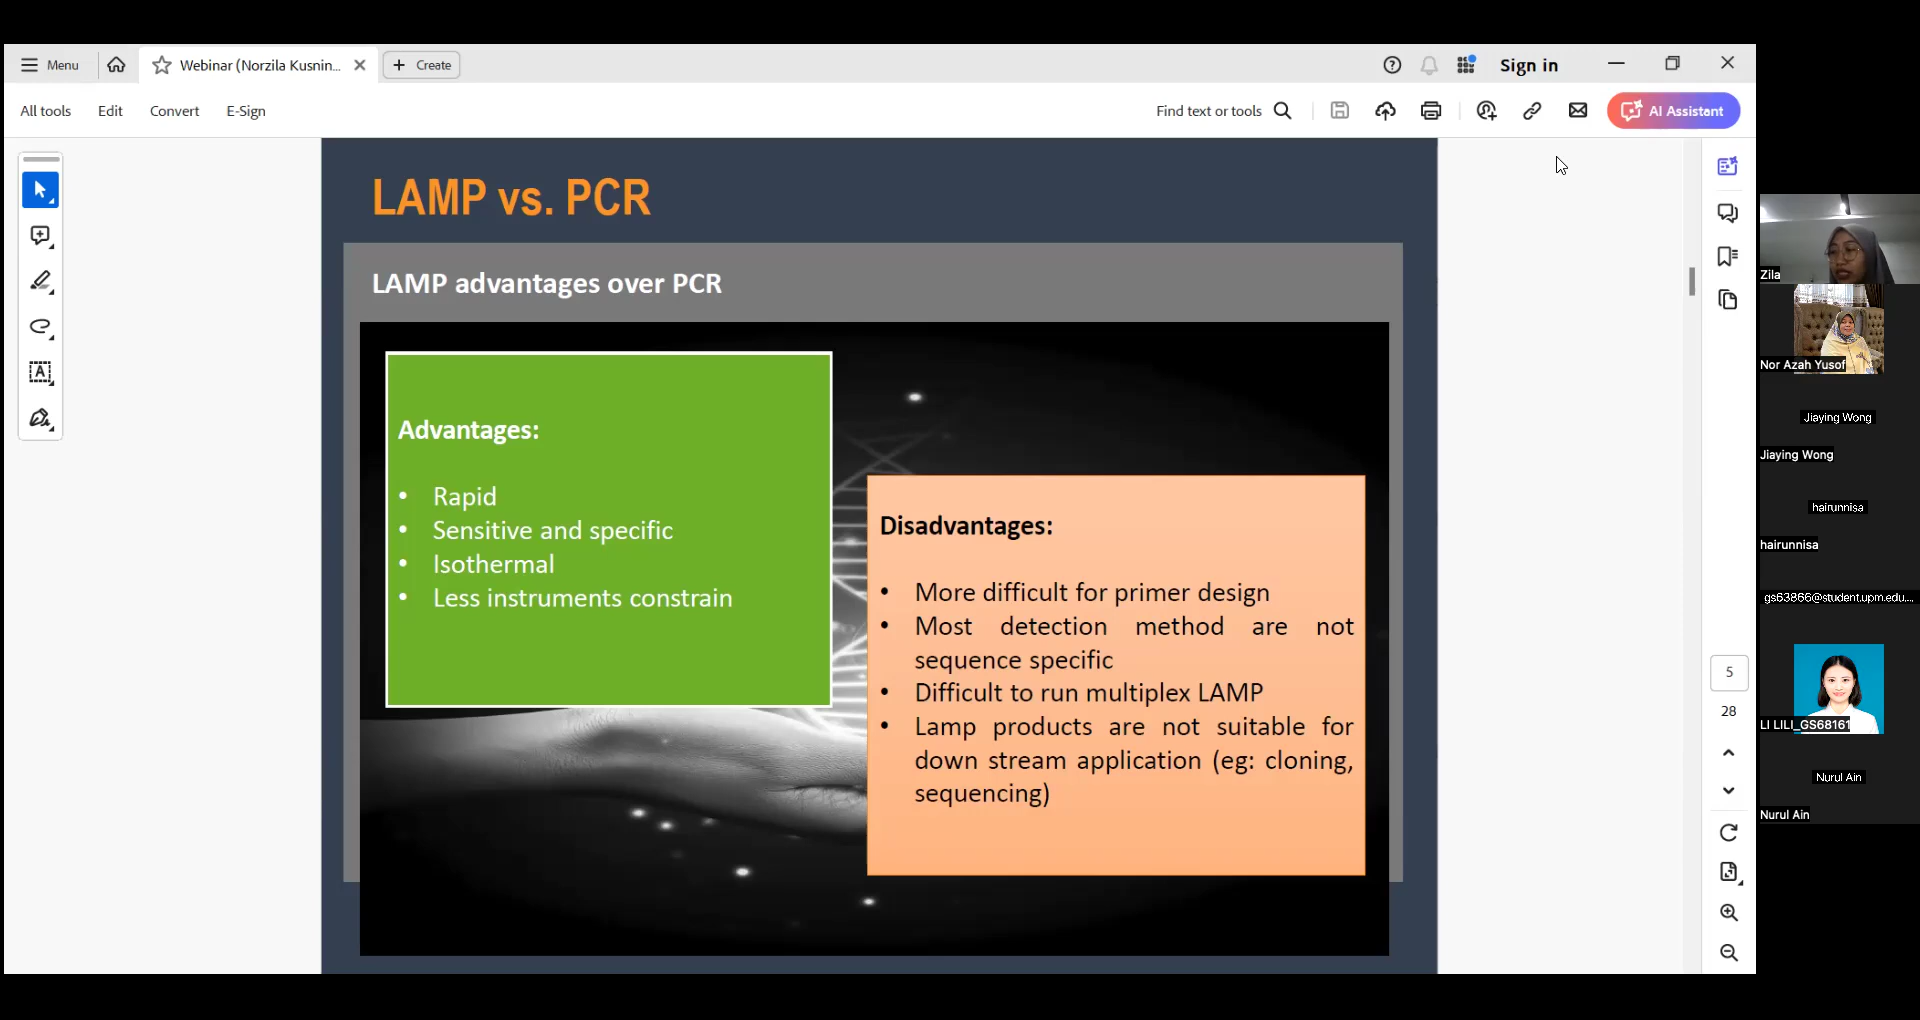 Menu
Webinar (Norzila Kusnin...
Create
Sign in
All tools
Edit
Convert
E-Sign
Find text or tools
AI Assistant
LAMP vs. PCR
LAMP advantages over PCR
Advantages:
• Rapid
• Sensitive and specific
• Isothermal
• Less instruments constrain
Disadvantages:
• More difficult for primer design
• Most detection method are not
sequence specific
• Difficult to run multiplex LAMP
• Lamp products are not suitable for
down stream application (eg: cloning,
sequencing)
5
28
Zila
Nor Azah Yusof
Jiaying Wong
Jiaying Wong
hairunnisa
hairunnisa
gs63866@student.upm.edu,...
LI LILI_GS68161
Nurul Ain
Nurul Ain